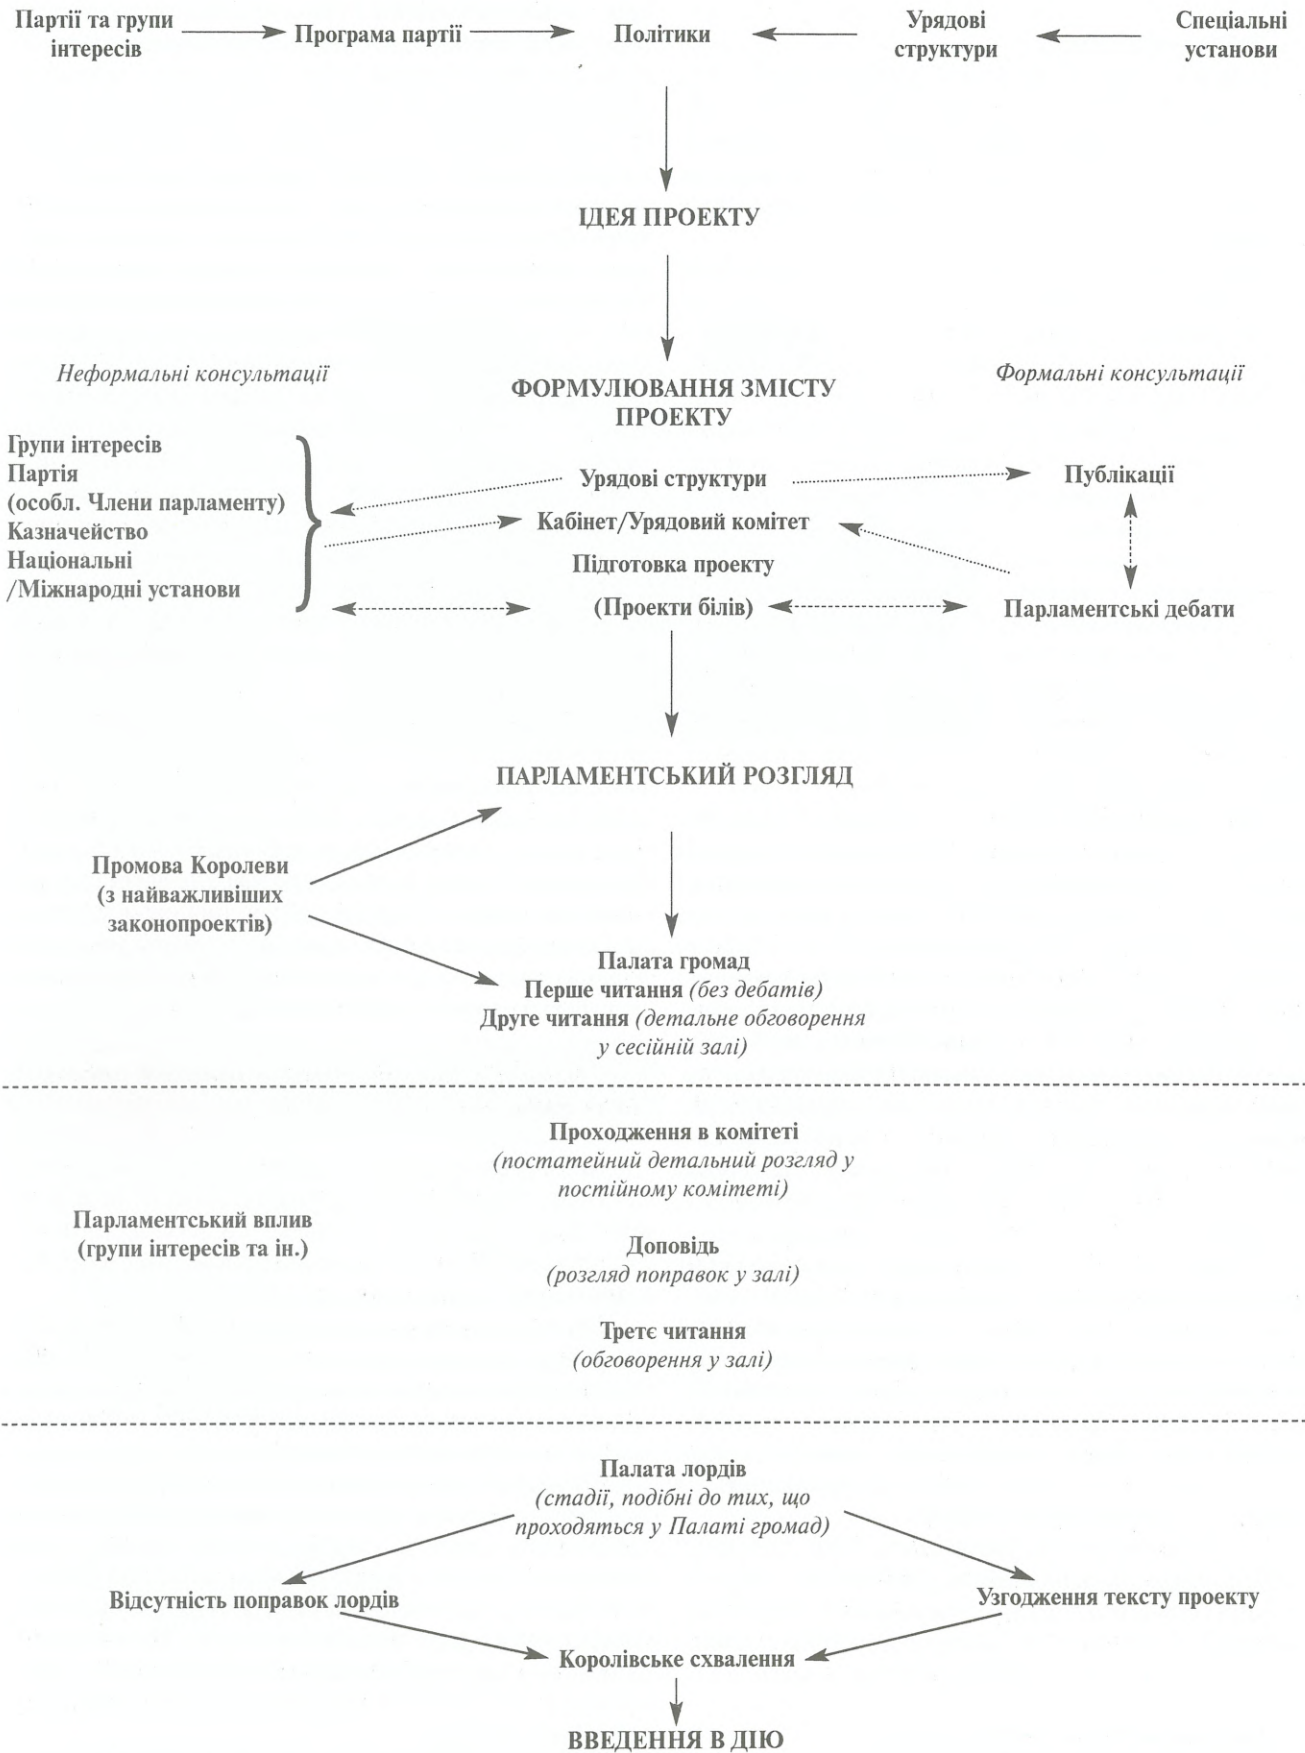 Партії та групи
інтересів
Програма партії
Політики
Урядові
структури
Спеціальні
установи
ІДЕЯ ПРОЕКТУ
Неформальні консультації
ФОРМУЛЮВАННЯ ЗМІСТУ
ПРОЕКТУ
Формальні консультації
Групи інтересів
Партія
(особл. Члени парламенту)
Казначейство
Національні
/Міжнародні установи
Урядові структури
Кабінет/Урядовий комітет
Підготовка проекту
(Проекти білів)
Публікації
Парламентські дебати
ПАРЛАМЕНТСЬКИЙ РОЗГЛЯД
Промова Королеви
(з найважливіших
законопроектів)
Палата громад
Перше читання (без дебатів)
Друге читання (детальне обговорення
у сесійній залі)
Проходження в комітеті
(постатейний детальний розгляд у
постійному комітеті)
Парламентський вплив
(групи інтересів та ін.)
Доповідь
(розгляд поправок у залі)
Третє читання
(обговорення у залі)
Палата лордів
(стадії, подібні до тих, що
проходяться у Палаті громад)
Відсутність поправок лордів
Узгодження тексту проекту
Королівське схвалення
ВВЕДЕННЯ В ДІЮ